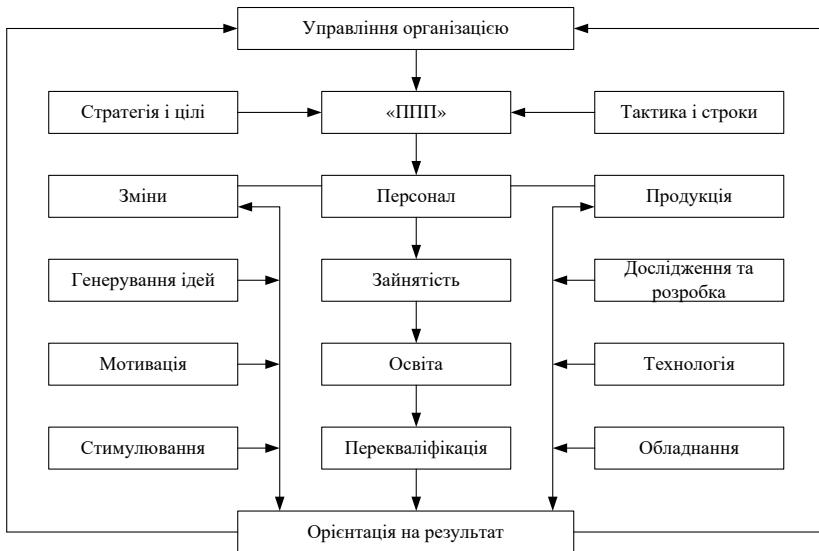 Управління організацією
Стратегія і цілі
«ППП»
Тактика і строки
Зміни
Персонал
Продукція
Генерування ідей
Зайнятість
Дослідження та
розробка
Мотивація
Освіта
Технологія
Стимулювання
Перекваліфікація
Обладнання
Орієнтація на результат